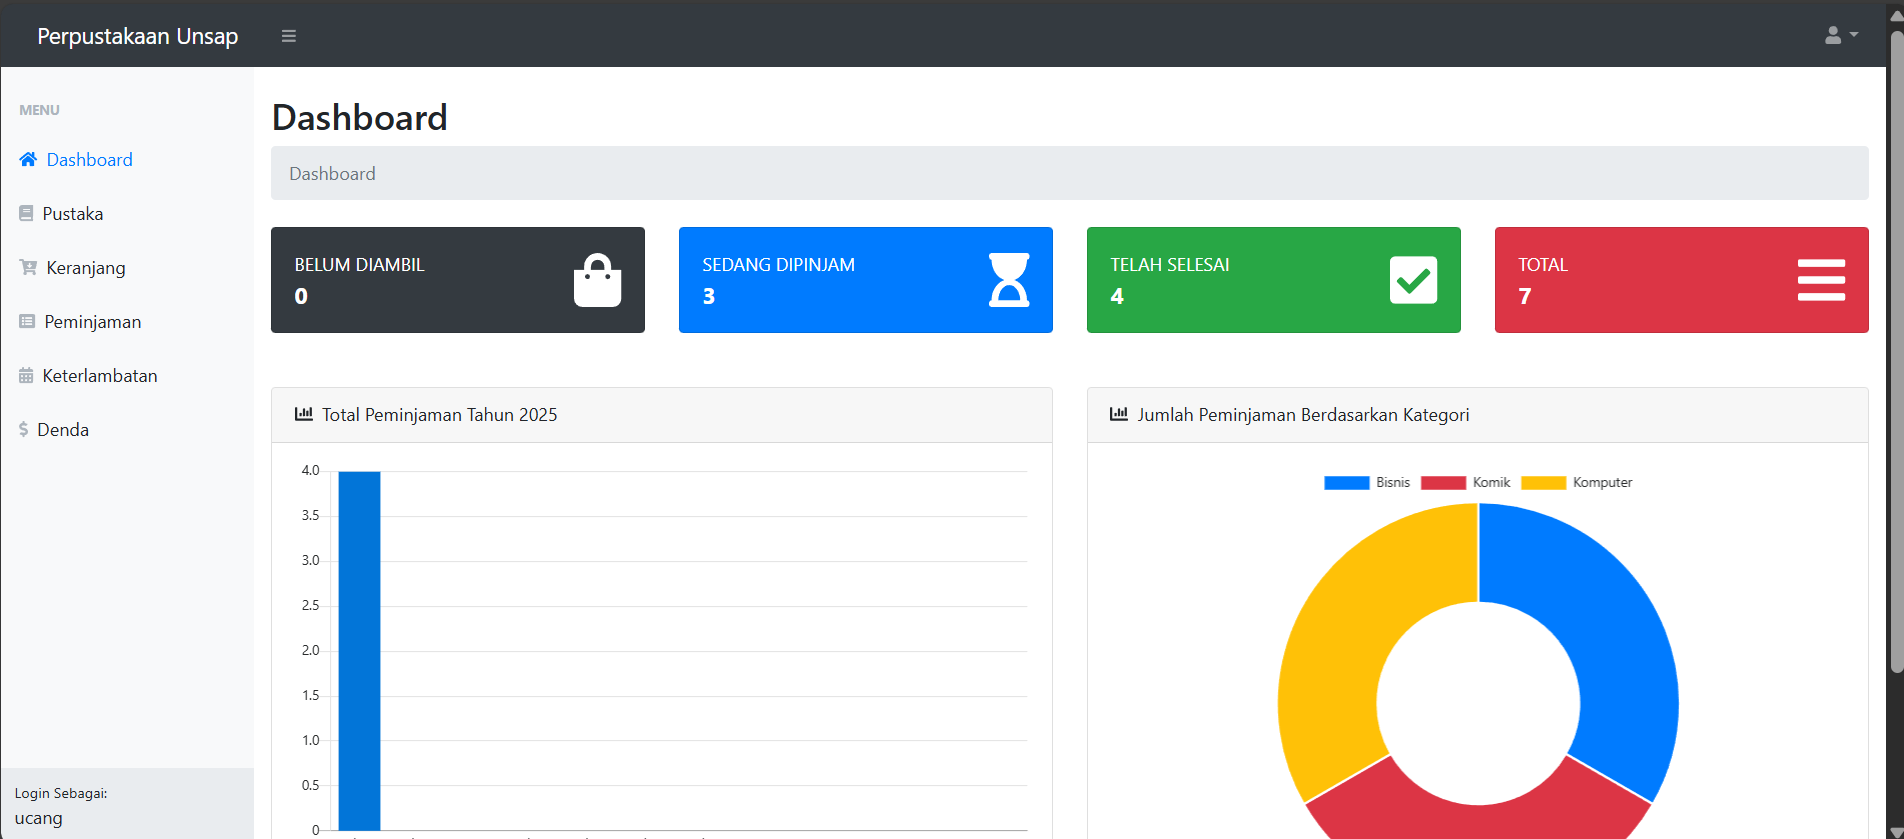 Perpustakaan Unsap
MENU
Dashboard
Pustaka
Keranjang
Peminjaman
Keterlambatan
Denda
Login Sebagai:
ucang
Dashboard
Dashboard
BELUM DIAMBIL
0
SEDANG DIPINJAM
3
TELAH SELESAI
4
TOTAL
7
Total Peminjaman Tahun 2025
4.0
3.5
3.0
2.5
2.0
1.5
1.0
0.5
0
Jumlah Peminjaman Berdasarkan Kategori
Bisnis Komik Komputer